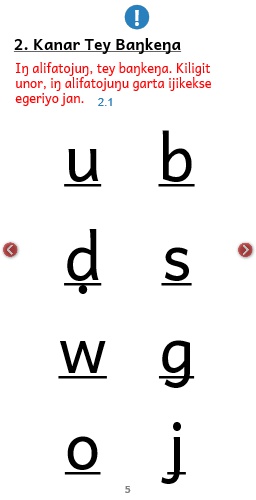 !
2. Kanar Tey Baŋkeŋa
Iŋ alifatojuŋ, tey baŋkeŋa. Kiligit
unor, iŋ alifatojuŋu garta ijikekse
egeriyo jan. 2.1
u b
ḍ s
w g
o j
5